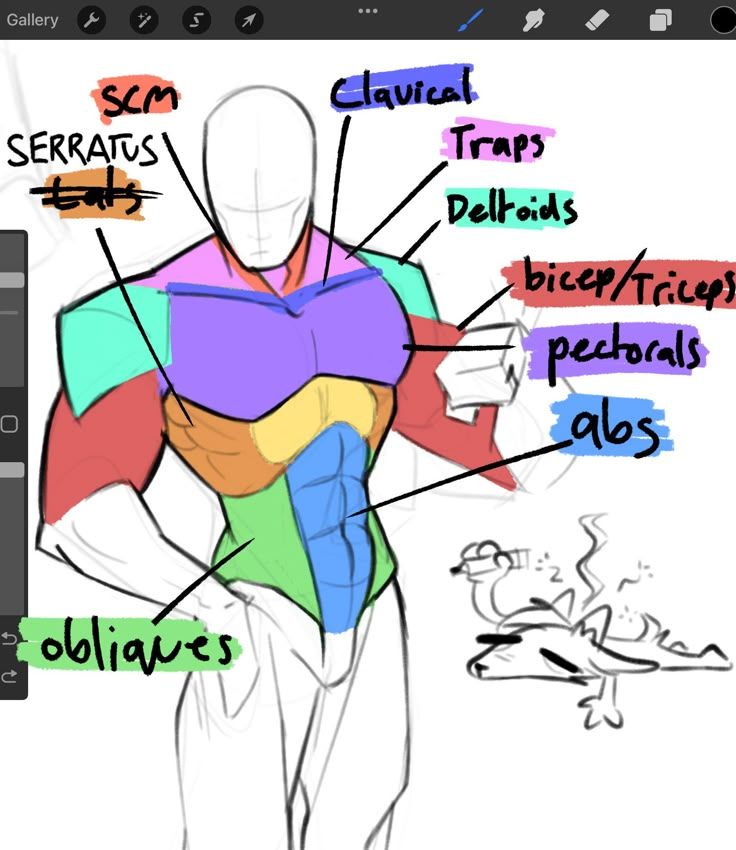 Gallery
SCM
Clavical
SERRATUS
Lats
Traps
Deltoids
bicep/Triceps
pectorals
abs
obliques